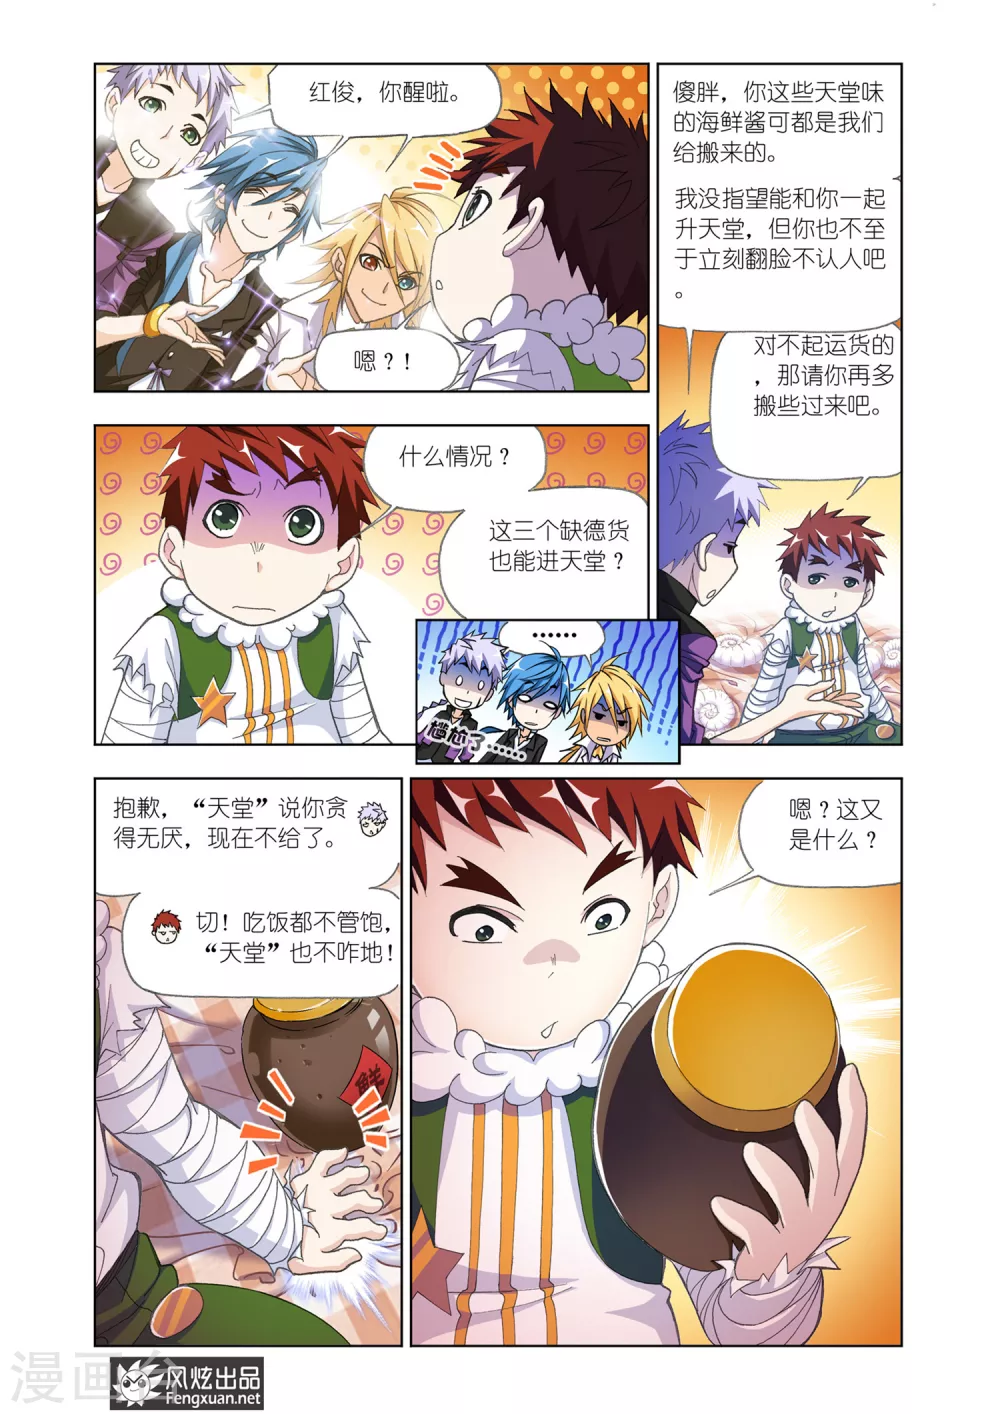 红俊，你醒啦。
嗯？！
什么情况？
这三个缺德货
也能进天堂？
……
尴尬了……
傻胖，你这些天堂味
的海鲜酱可都是我们
给搬来的。
我没指望能和你一起
升天堂，但你也不至
于立刻翻脸不认人吧
。
对不起运货的
，那请你再多
搬些过来吧。
抱歉，“天堂”说你贪
得无厌，现在不给了。
切！吃饭都不管饱，
“天堂”也不咋地！
鲜
嗯？这又
是什么？
漫画台
风炫出品
Fengxuan.net